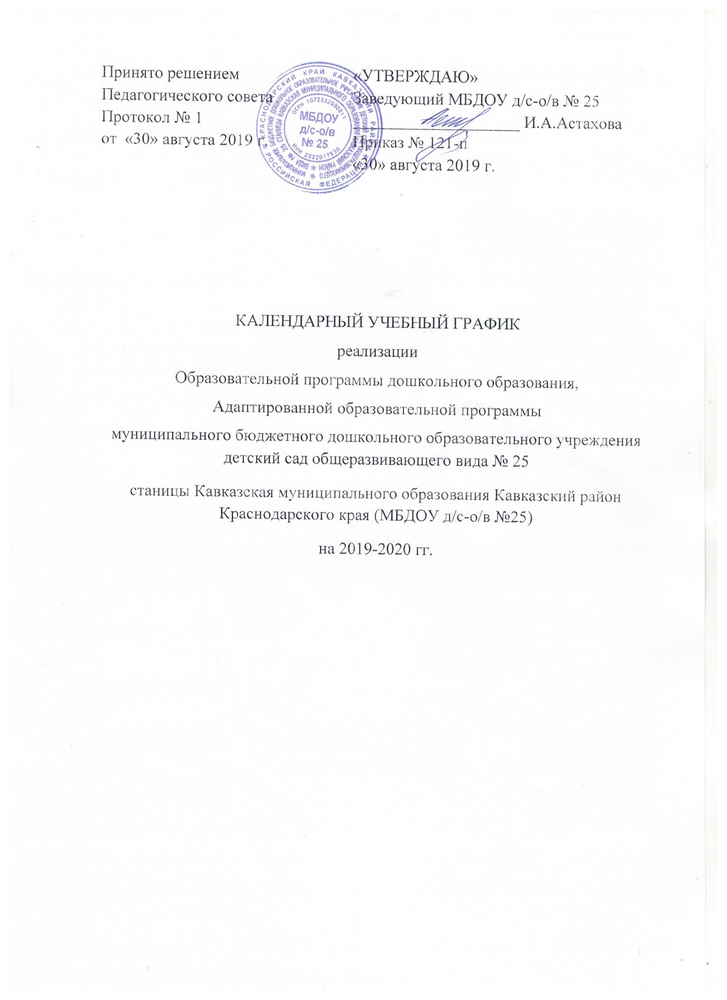 Принято решением
Педагогического совета
Протокол № 1
от «30» августа 2019 г.
«УТВЕРЖДАЮ»
Заведующий МБДОУ д/с-о/в № 25
И.А.Астахова
Приказ № 121-п
«30» августа 2019 г.
КРАСНОДАРСКИЙ КРАЙ КАВКАЗСКИЙ РАЙОН
РОССИЙСКАЯ ФЕДЕРАЦИЯ
МУНИЦИПАЛЬНОЕ БЮДЖЕТНОЕ ДОШКОЛЬНОЕ ОБРАЗОВАТЕЛЬНОЕ УЧРЕЖДЕНИЕ ДЕТСКИЙ САД ОБЩЕРАЗВИВАЮЩЕГО
ВИДА № 25 СТАНИЦЫ КАВКАЗСКАЯ МУНИЦИПАЛЬНОГО ОБРАЗОВАНИЯ КАВКАЗСКИЙ РАЙОН
ОГРН 1072332000311
МБДОУ
д/с-о/в
№ 25
ИНН 2332017530
КАЛЕНДАРНЫЙ УЧЕБНЫЙ ГРАФИК
реализации
Образовательной программы дошкольного образования,
Адаптированной образовательной программы
муниципального бюджетного дошкольного образовательного учреждения
детский сад общеразвивающего вида № 25
станицы Кавказская муниципального образования Кавказский район
Краснодарского края (МБДОУ д/с-о/в №25)
на 2019-2020 гг.